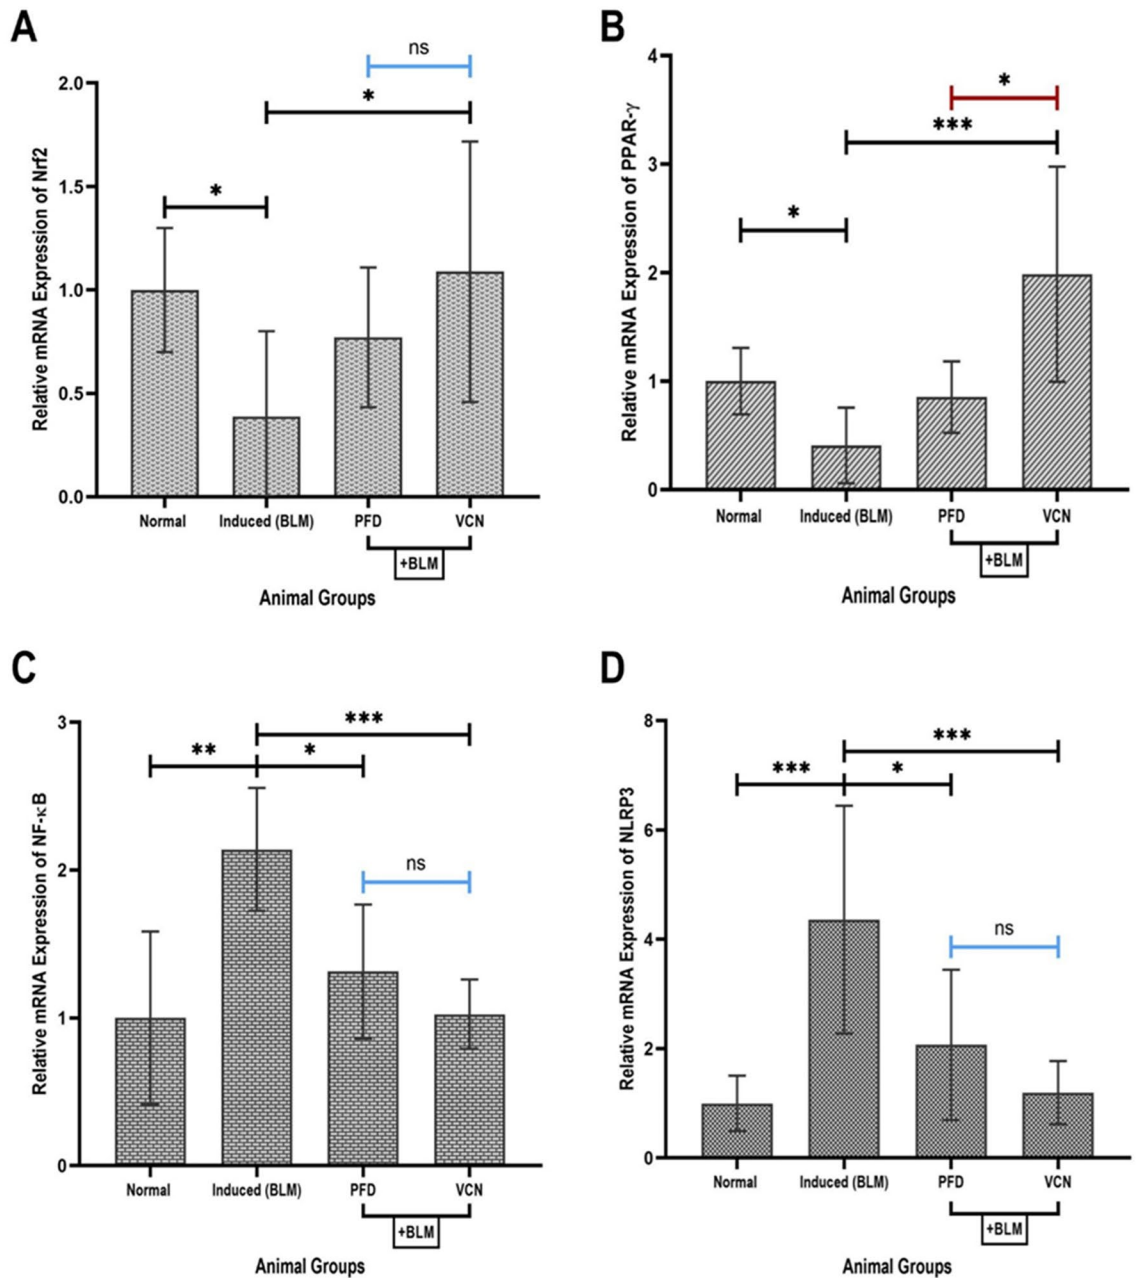 A
ns
*
*
2.0
1.5
1.0
0.5
0.0
Relative mRNA Expression of Nrf2
Normal
Induced (BLM)
PFD
VCN
+BLM
Animal Groups
B
*
***
*
4
3
2
1
0
Relative mRNA Expression of PPAR-γ
Normal
Induced (BLM)
PFD
VCN
+BLM
Animal Groups
C
***
**
*
ns
3
2
1
0
Relative mRNA Expression of NF-κB
Normal
Induced (BLM)
PFD
VCN
+BLM
Animal Groups
D
***
***
*
ns
8
6
4
2
0
Relative mRNA Expression of NLRP3
Normal
Induced (BLM)
PFD
VCN
+BLM
Animal Groups